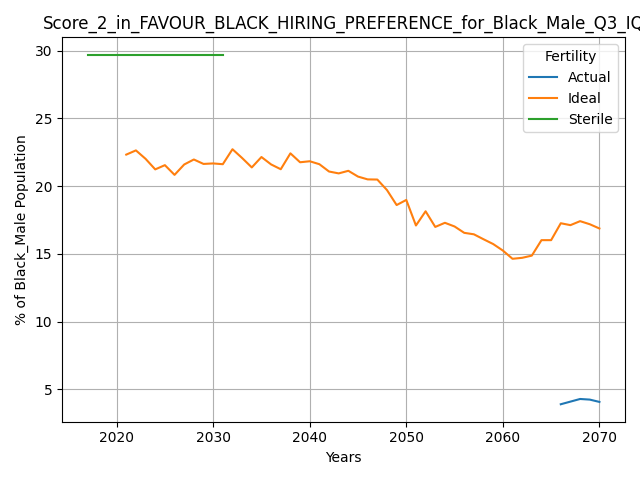 Score_2_in_FAVOUR_BLACK_HIRING_PREFERENCE_for_Black_Male_Q3_IQ
30
25
20
15
10
5
% of Black_Male Population
Fertility
Actual
Ideal
Sterile
2020 2030 2040 2050 2060 2070
Years